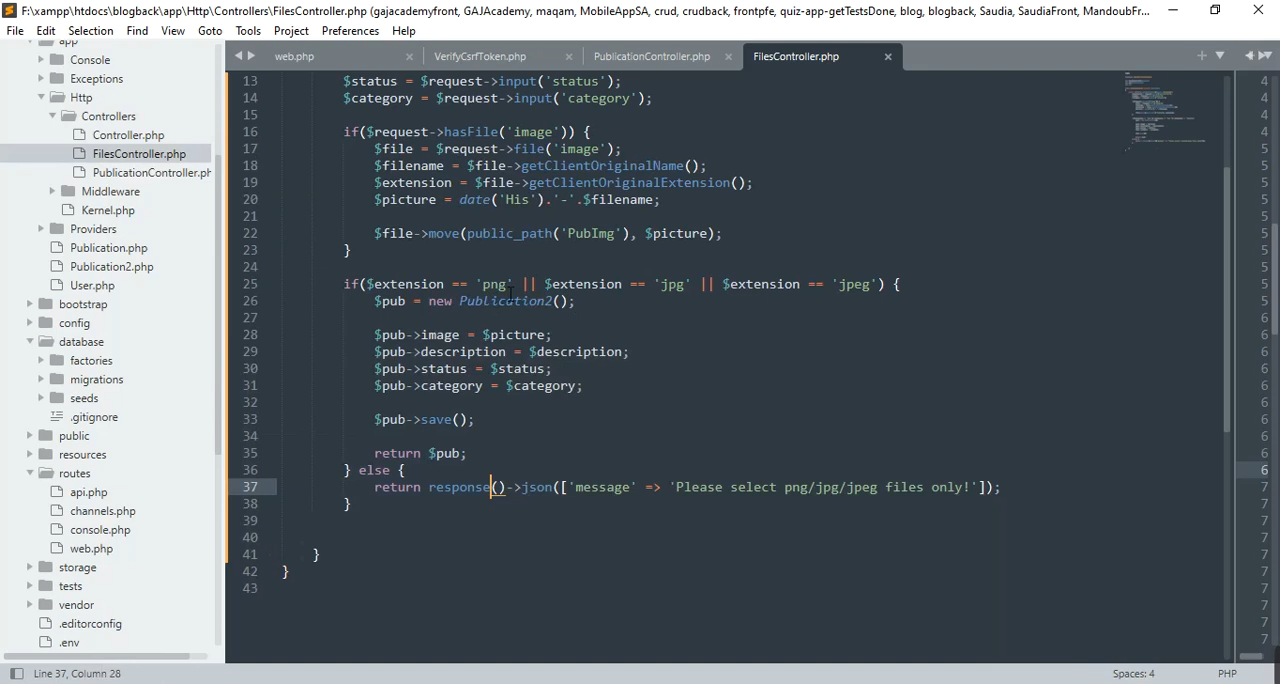 F:\xampp\htdocs\blogback\app\Http\Controllers\FilesController.php (gajacademyfront, GAJAcademy, maqam, MobileAppSA, crud, crudback, frontpfe, quiz-app-getTestsDone, blog, blogback, Saudia, SaudiaFront, MandoubFr...
File Edit Selection Find View Goto Tools Project Preferences Help
web.php VerifyCsrfToken.php PublicationController.php FilesController.php
app
Console
Exceptions
Http
Controllers
Controller.php
FilesController.php
PublicationController.ph
Middleware
Kernel.php
Providers
Publication.php
Publication2.php
User.php
bootstrap
config
database
factories
migrations
seeds
.gitignore
public
resources
routes
api.php
channels.php
console.php
web.php
storage
tests
vendor
.editorconfig
.env
13 $status = $request->input('status');
14 $category = $request->input('category');
15
16 if($request->hasFile('image')) {
17 $file = $request->file('image');
18 $filename = $file->getClientOriginalName();
19 $extension = $file->getClientOriginalExtension();
20 $picture = date('His').'-'.$filename;
21
22 $file->move(public_path('PubImg'), $picture);
23 }
24
25 if($extension == 'png' || $extension == 'jpg' || $extension == 'jpeg') {
26 $pub = new Publication2();
27
28 $pub->image = $picture;
29 $pub->description = $description;
30 $pub->status = $status;
31 $pub->category = $category;
32
33 $pub->save();
34
35 return $pub;
36 } else {
37 return response()->json(['message' => 'Please select png/jpg/jpeg files only!']);
38 }
39
40
41 }
42 }
43
Line 37, Column 28 Spaces: 4 PHP